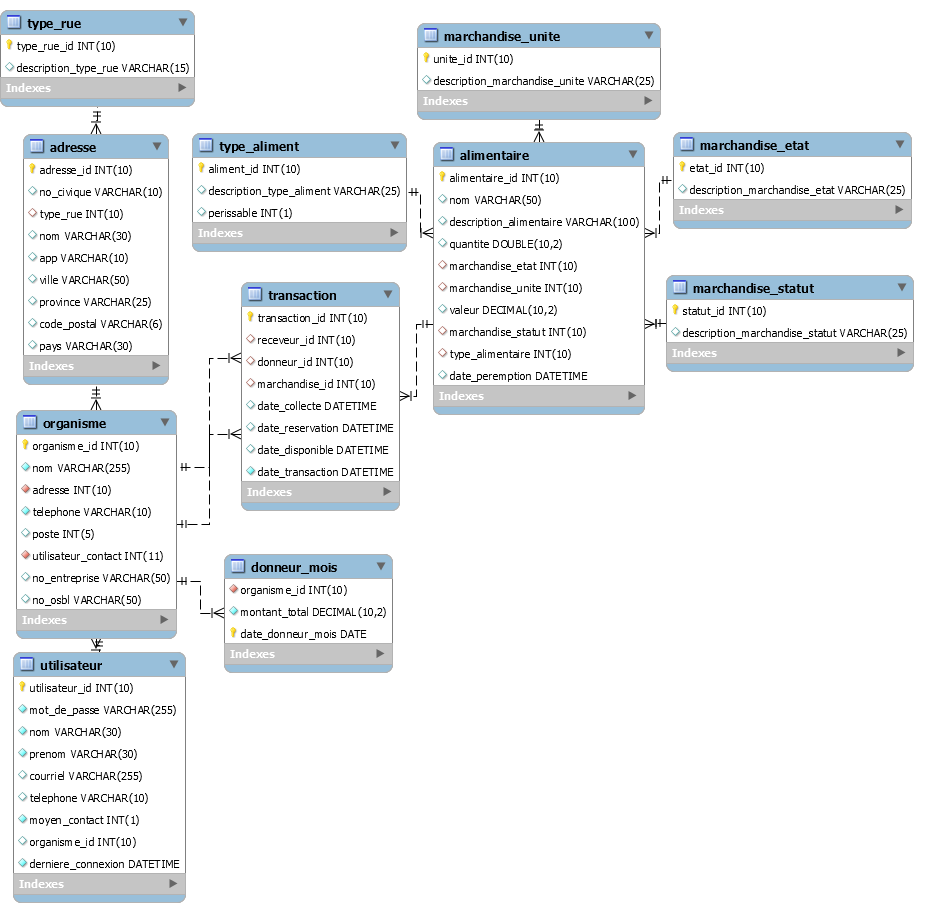 type_rue
type_rue_id INT(10)
description_type_rue VARCHAR(15)
Indexes
adresse
adresse_id INT(10)
no_civique VARCHAR(10)
type_rue INT(10)
nom VARCHAR(30)
app VARCHAR(10)
ville VARCHAR(50)
province VARCHAR(25)
code_postal VARCHAR(6)
pays VARCHAR(30)
Indexes
organisme
organisme_id INT(10)
nom VARCHAR(255)
adresse INT(10)
telephone VARCHAR(10)
poste INT(5)
utilisateur_contact INT(11)
no_entreprise VARCHAR(50)
no_osbl VARCHAR(50)
Indexes
utilisateur
utilisateur_id INT(10)
mot_de_passe VARCHAR(255)
nom VARCHAR(30)
prenom VARCHAR(30)
courriel VARCHAR(255)
telephone VARCHAR(10)
moyen_contact INT(1)
organisme_id INT(10)
derniere_connexion DATETIME
Indexes
type_aliment
aliment_id INT(10)
description_type_aliment VARCHAR(25)
perissable INT(1)
Indexes
transaction
transaction_id INT(10)
receveur_id INT(10)
donneur_id INT(10)
marchandise_id INT(10)
date_collecte DATETIME
date_reservation DATETIME
date_disponible DATETIME
date_transaction DATETIME
Indexes
donneur_mois
organisme_id INT(10)
montant_total DECIMAL(10,2)
date_donneur_mois DATE
Indexes
marchandise_unite
unite_id INT(10)
description_marchandise_unite VARCHAR(25)
Indexes
alimentaire
alimentaire_id INT(10)
nom VARCHAR(50)
description_alimentaire VARCHAR(100)
quantite DOUBLE(10,2)
marchandise_etat INT(10)
marchandise_unite INT(10)
valeur DECIMAL(10,2)
marchandise_statut INT(10)
type_alimentaire INT(10)
date_peremption DATETIME
Indexes
marchandise_etat
etat_id INT(10)
description_marchandise_etat VARCHAR(25)
Indexes
marchandise_statut
statut_id INT(10)
description_marchandise_statut VARCHAR(25)
Indexes